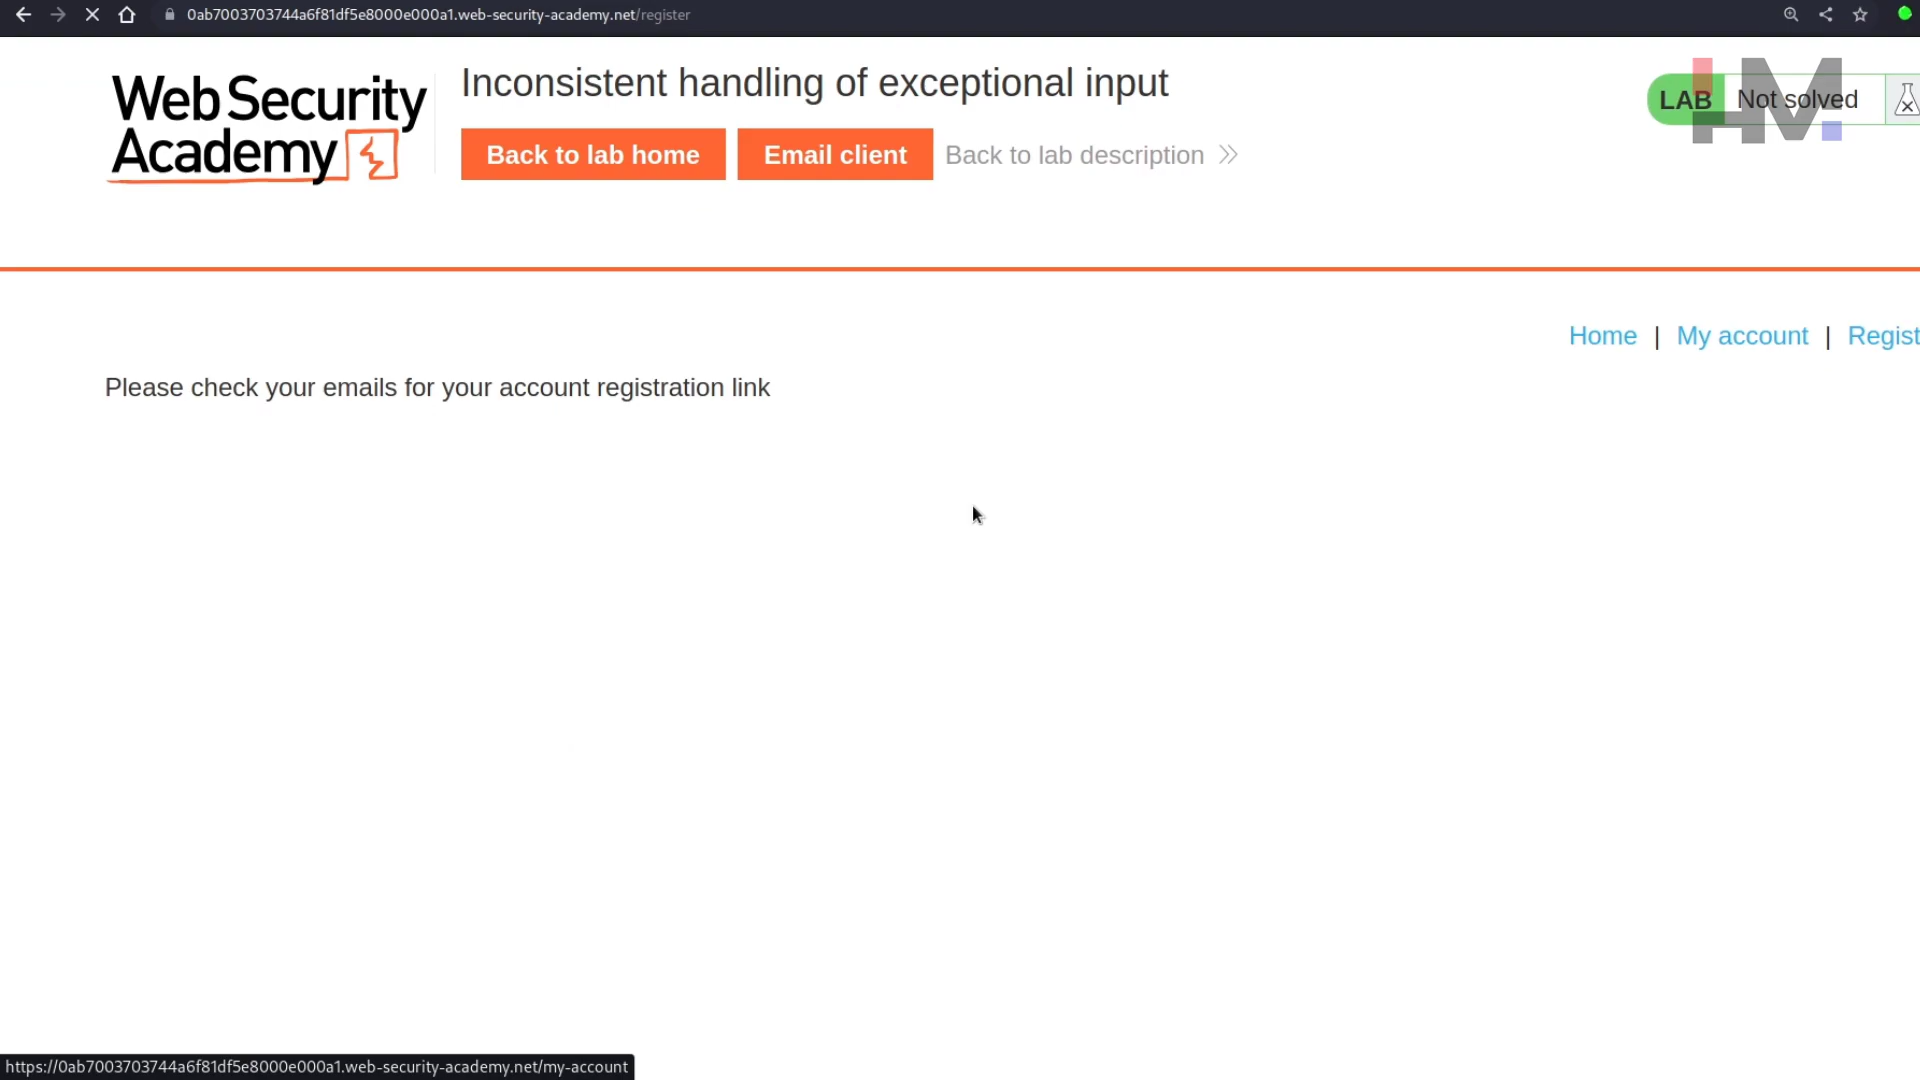 0ab7003703744a6f81df5e8000e000a1.web-security-academy.net/register
Web Security
Academy
Inconsistent handling of exceptional input
LAB Not solved
Back to lab home Email client Back to lab description
Home | My account | Regist
Please check your emails for your account registration link
https://0ab7003703744a6f81df5e8000e000a1.web-security-academy.net/my-account